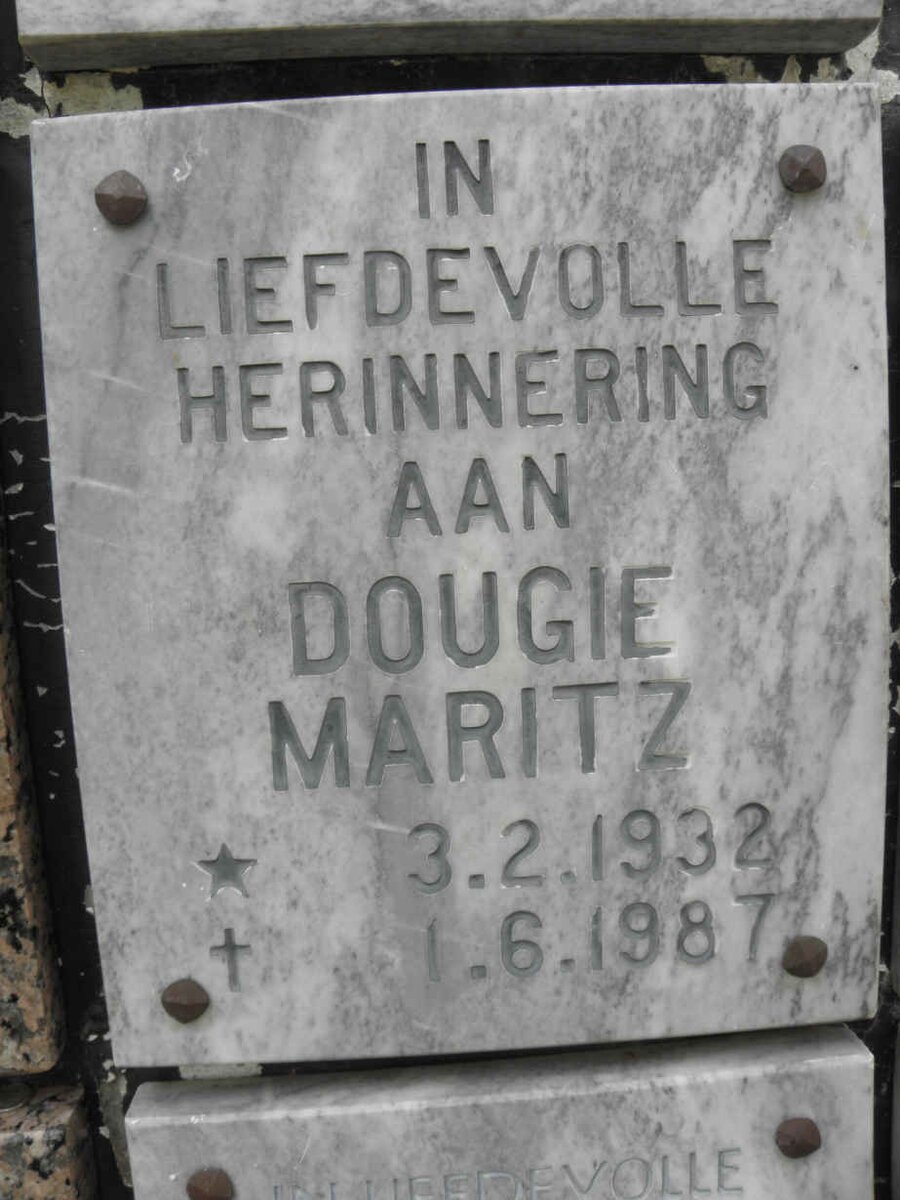 IN
LIEFDEVOLLE
HERINNERING
AAN
DOUGIE
MARITZ
★ 3.2.1932
✝ 1.6.1987
IN LIEFDEVOLLE